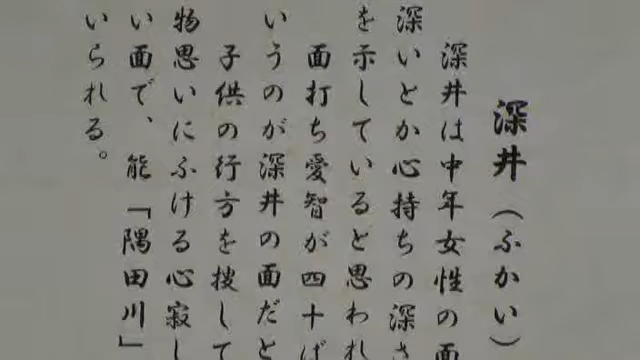 深井（ふかい）
深井は中年女性の面
深いとか心持ちの深さ
を示していると思われ
面打ち愛智が四十ば
いうのが深井の面だと
子供の行方を捜して
物思いにふける心寂し
い面で、能「隅田川」
いられる。